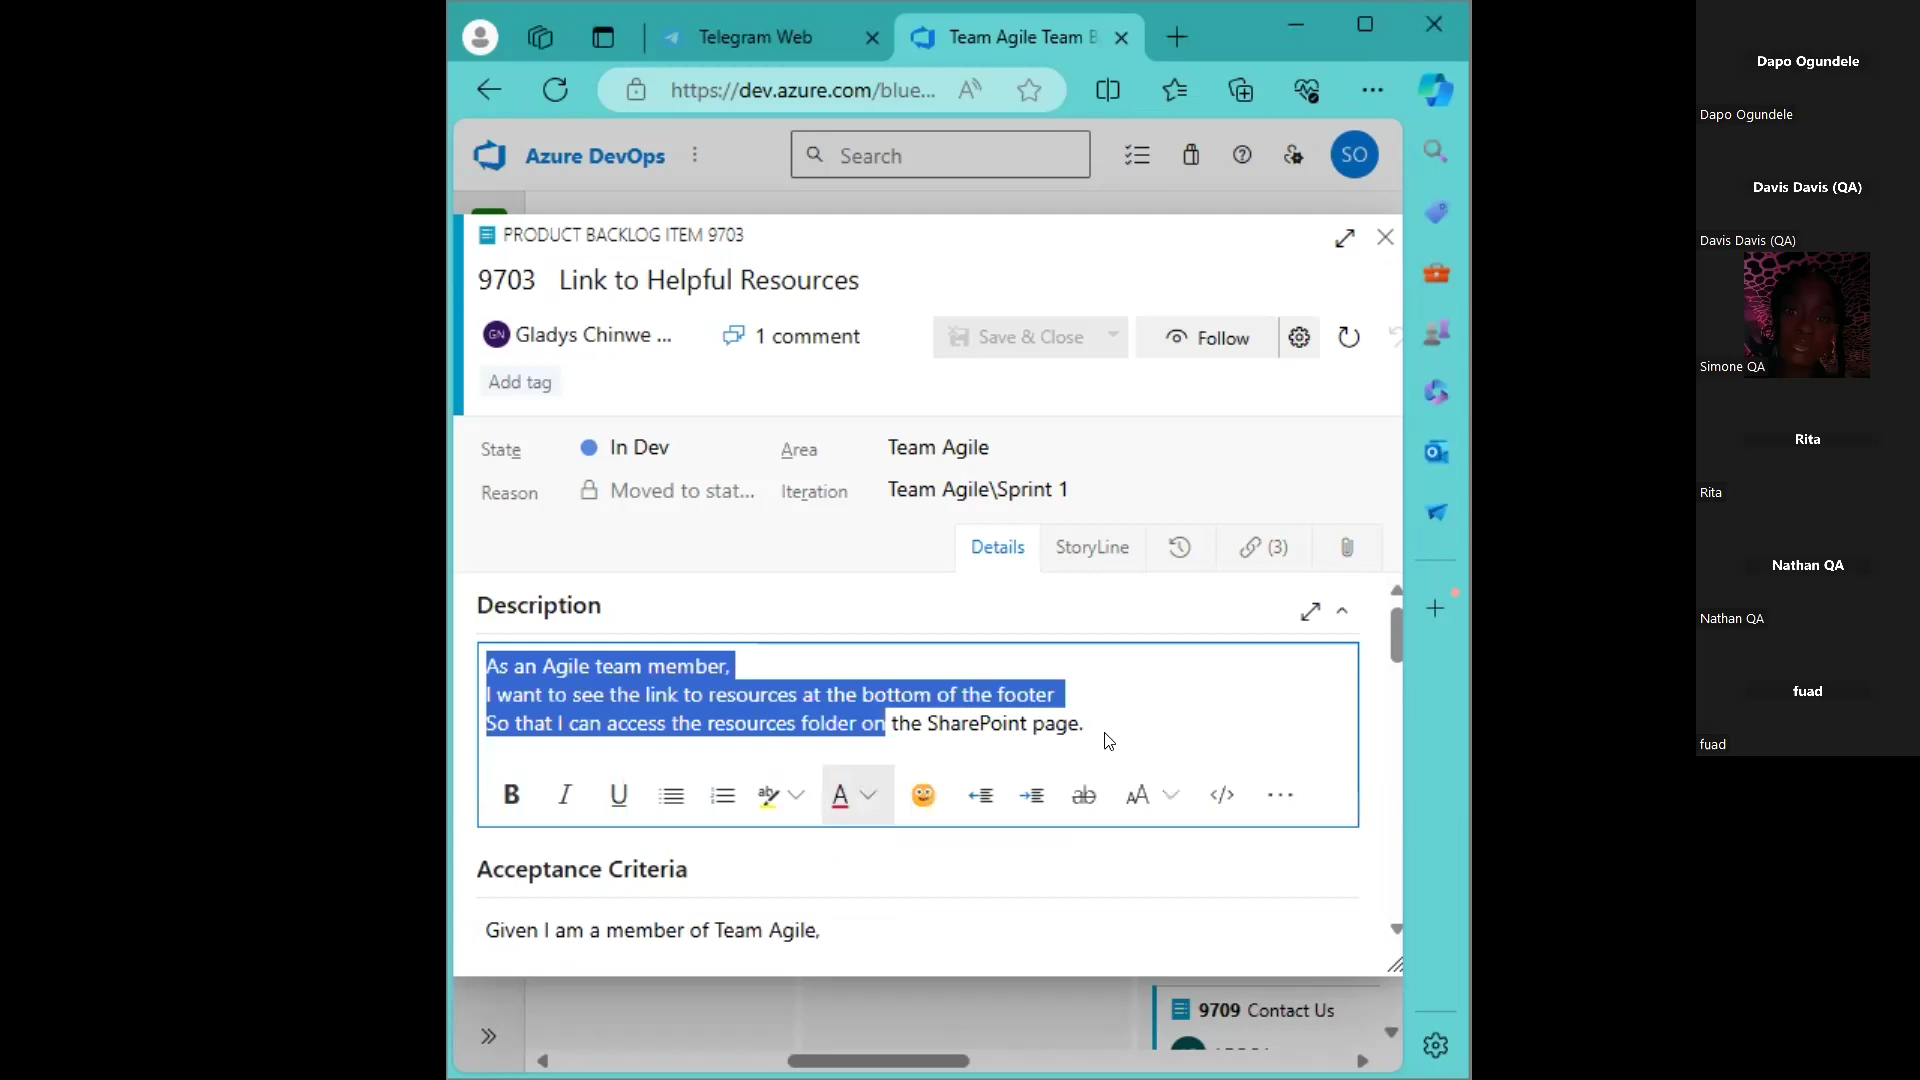 Telegram Web
Team Agile Team B
https://dev.azure.com/blue...
Azure DevOps
Search
SO
PRODUCT BACKLOG ITEM 9703
9703 Link to Helpful Resources
GN Gladys Chinwe ...
1 comment
Save & Close
Follow
Add tag
State
In Dev
Area
Team Agile
Reason
Moved to stat...
Iteration
Team Agile\Sprint 1
Details
StoryLine
(3)
Description
As an Agile team member,
I want to see the link to resources at the bottom of the footer
So that I can access the resources folder on the SharePoint page.
Acceptance Criteria
Given I am a member of Team Agile,
9709 Contact Us
Dapo Ogundele
Dapo Ogundele
Davis Davis (QA)
Davis Davis (QA)
Simone QA
Rita
Rita
Nathan QA
Nathan QA
fuad
fuad